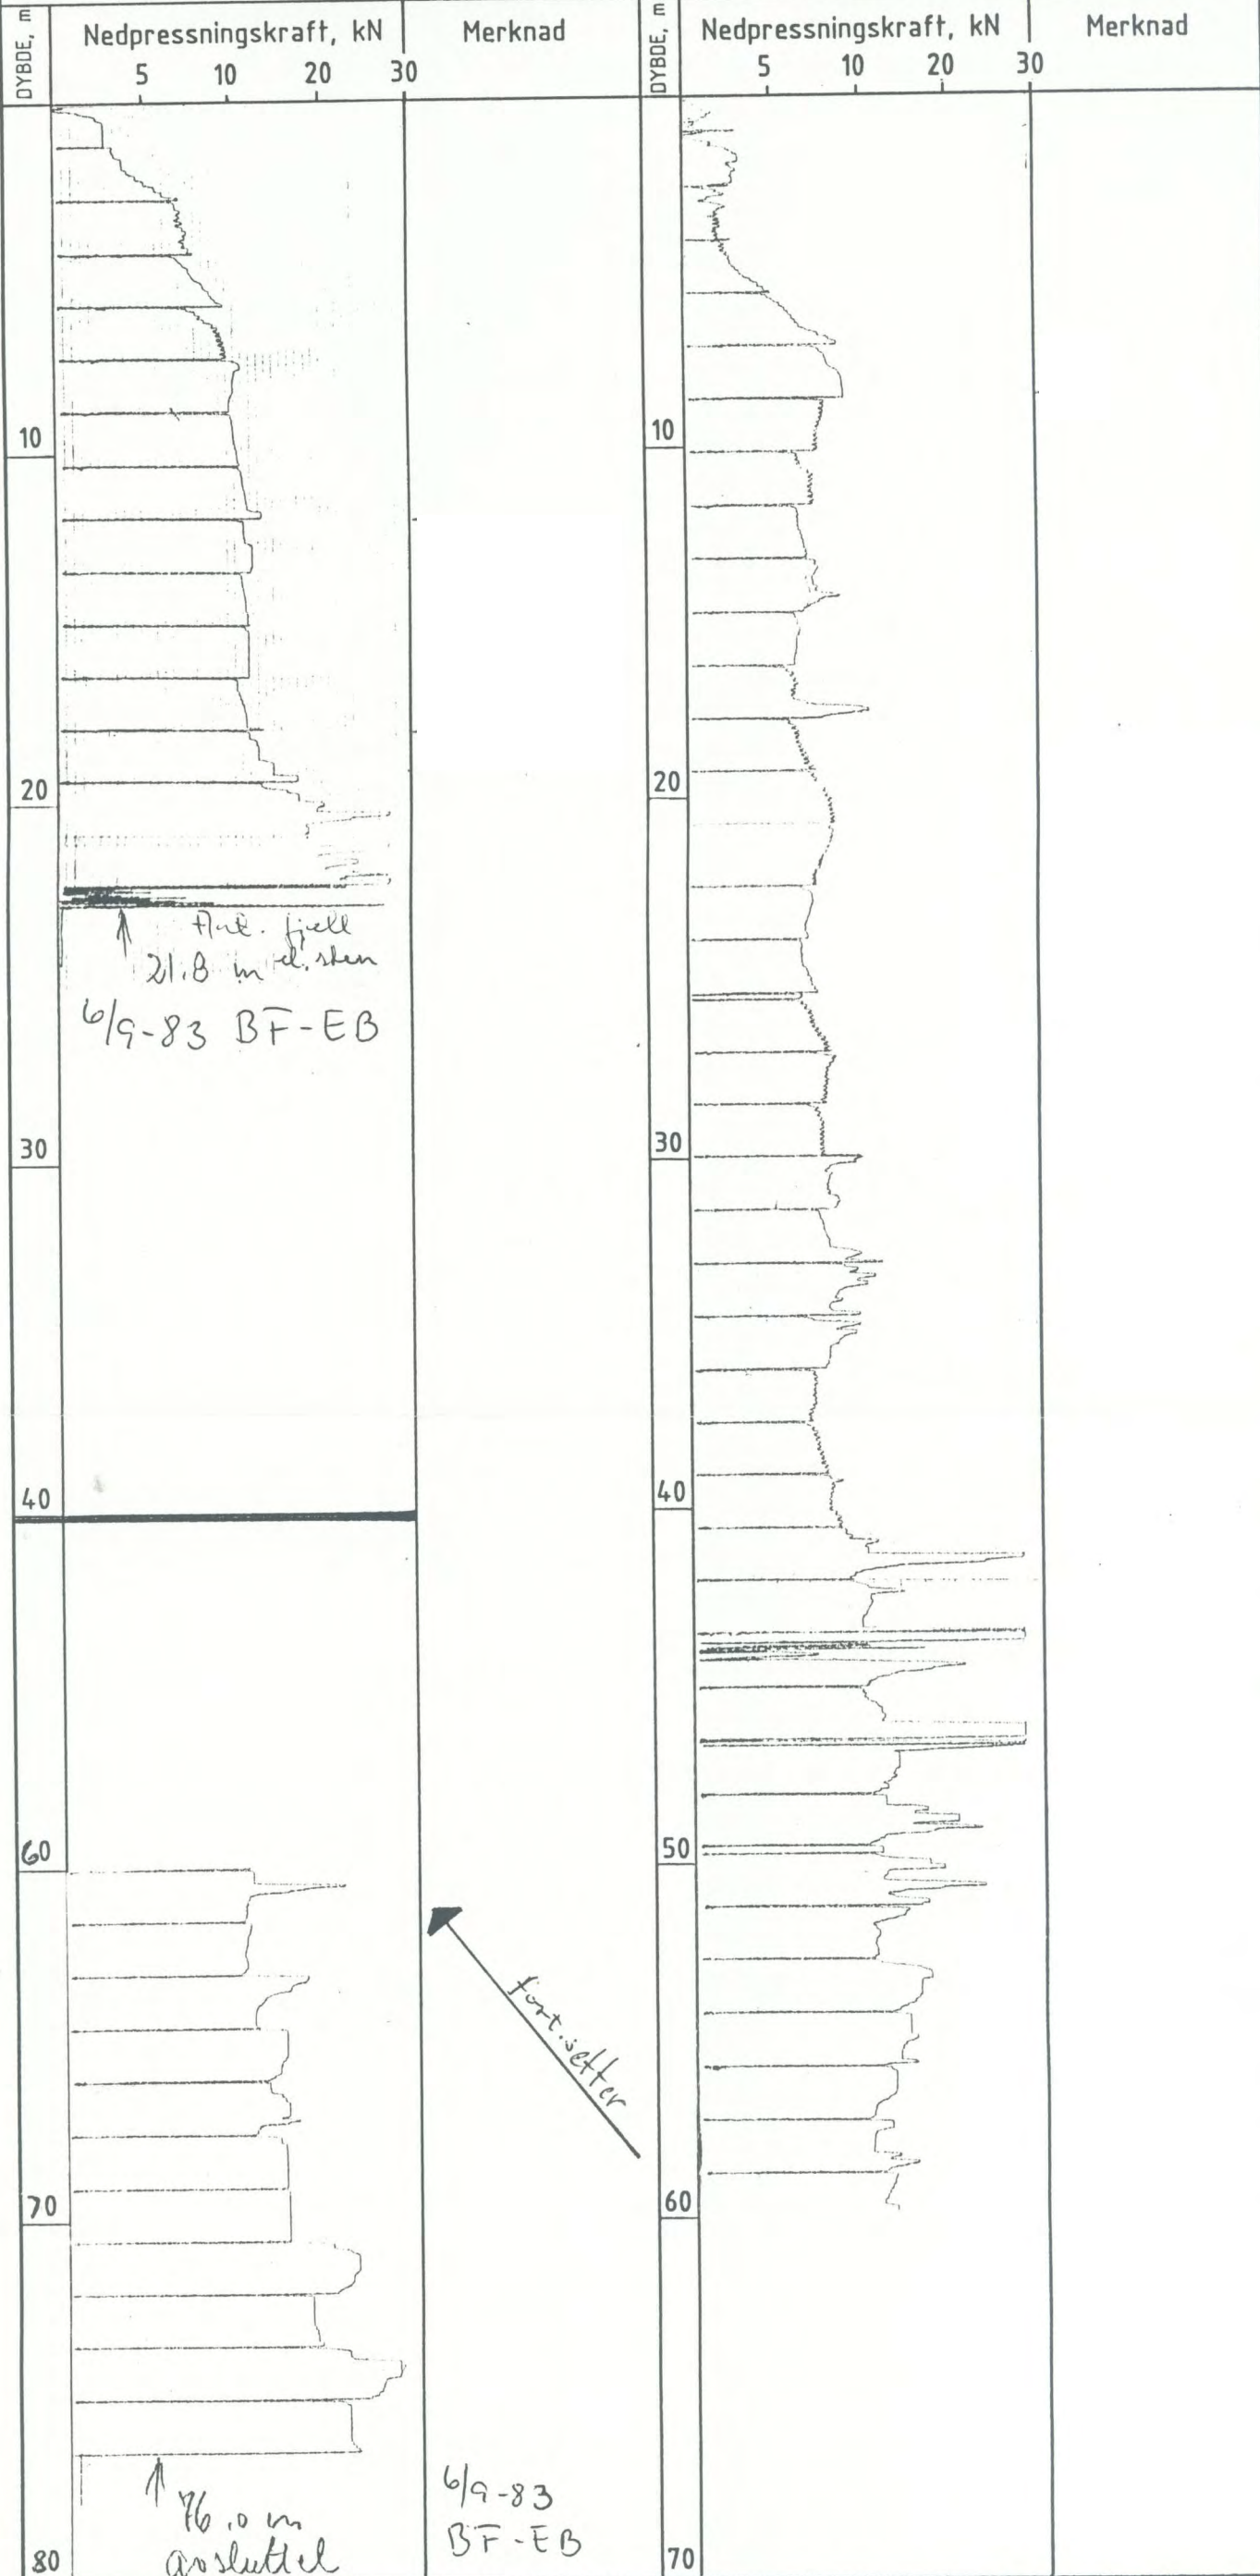 DYBDE, m
Nedpressningskraft, kN
Merknad
5 10 20 30
10
20
Ant. fjell
21.8 m el. sten
6/9-83 BF-EB
30
40
60
70
76.0 m
avsluttet
80
6/9-83
BF-EB
fortsetter
DYBDE, m
Nedpressningskraft, kN
Merknad
5 10 20 30
10
20
30
40
50
60
70